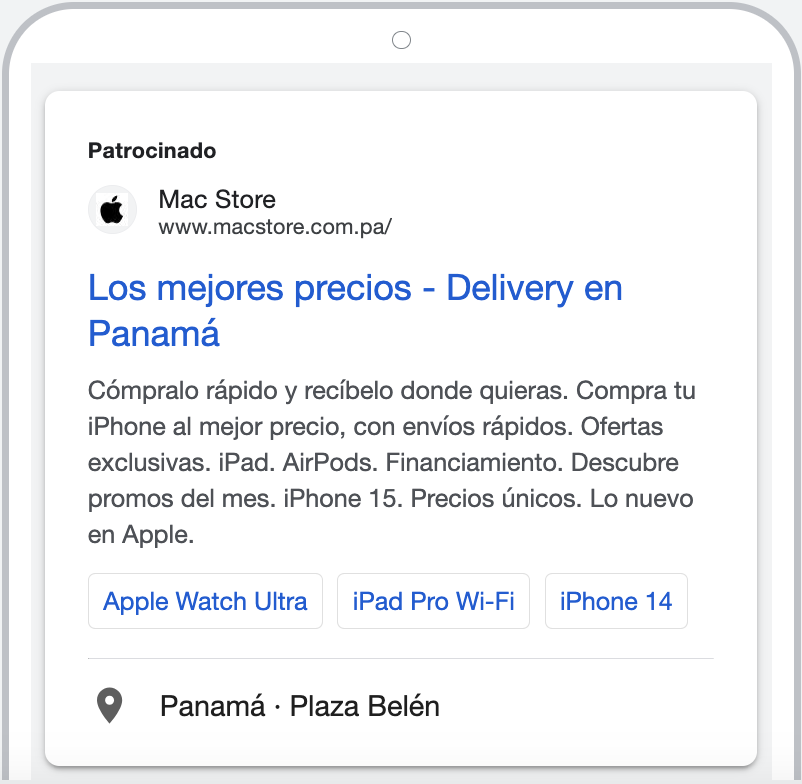 Patrocinado
Mac Store
www.macstore.com.pa/
Los mejores precios - Delivery en
Panamá
Cómpralo rápido y recíbelo donde quieras. Compra tu
iPhone al mejor precio, con envíos rápidos. Ofertas
exclusivas. iPad. AirPods. Financiamiento. Descubre
promos del mes. iPhone 15. Precios únicos. Lo nuevo
en Apple.
Apple Watch Ultra
iPad Pro Wi-Fi
iPhone 14
Panamá · Plaza Belén